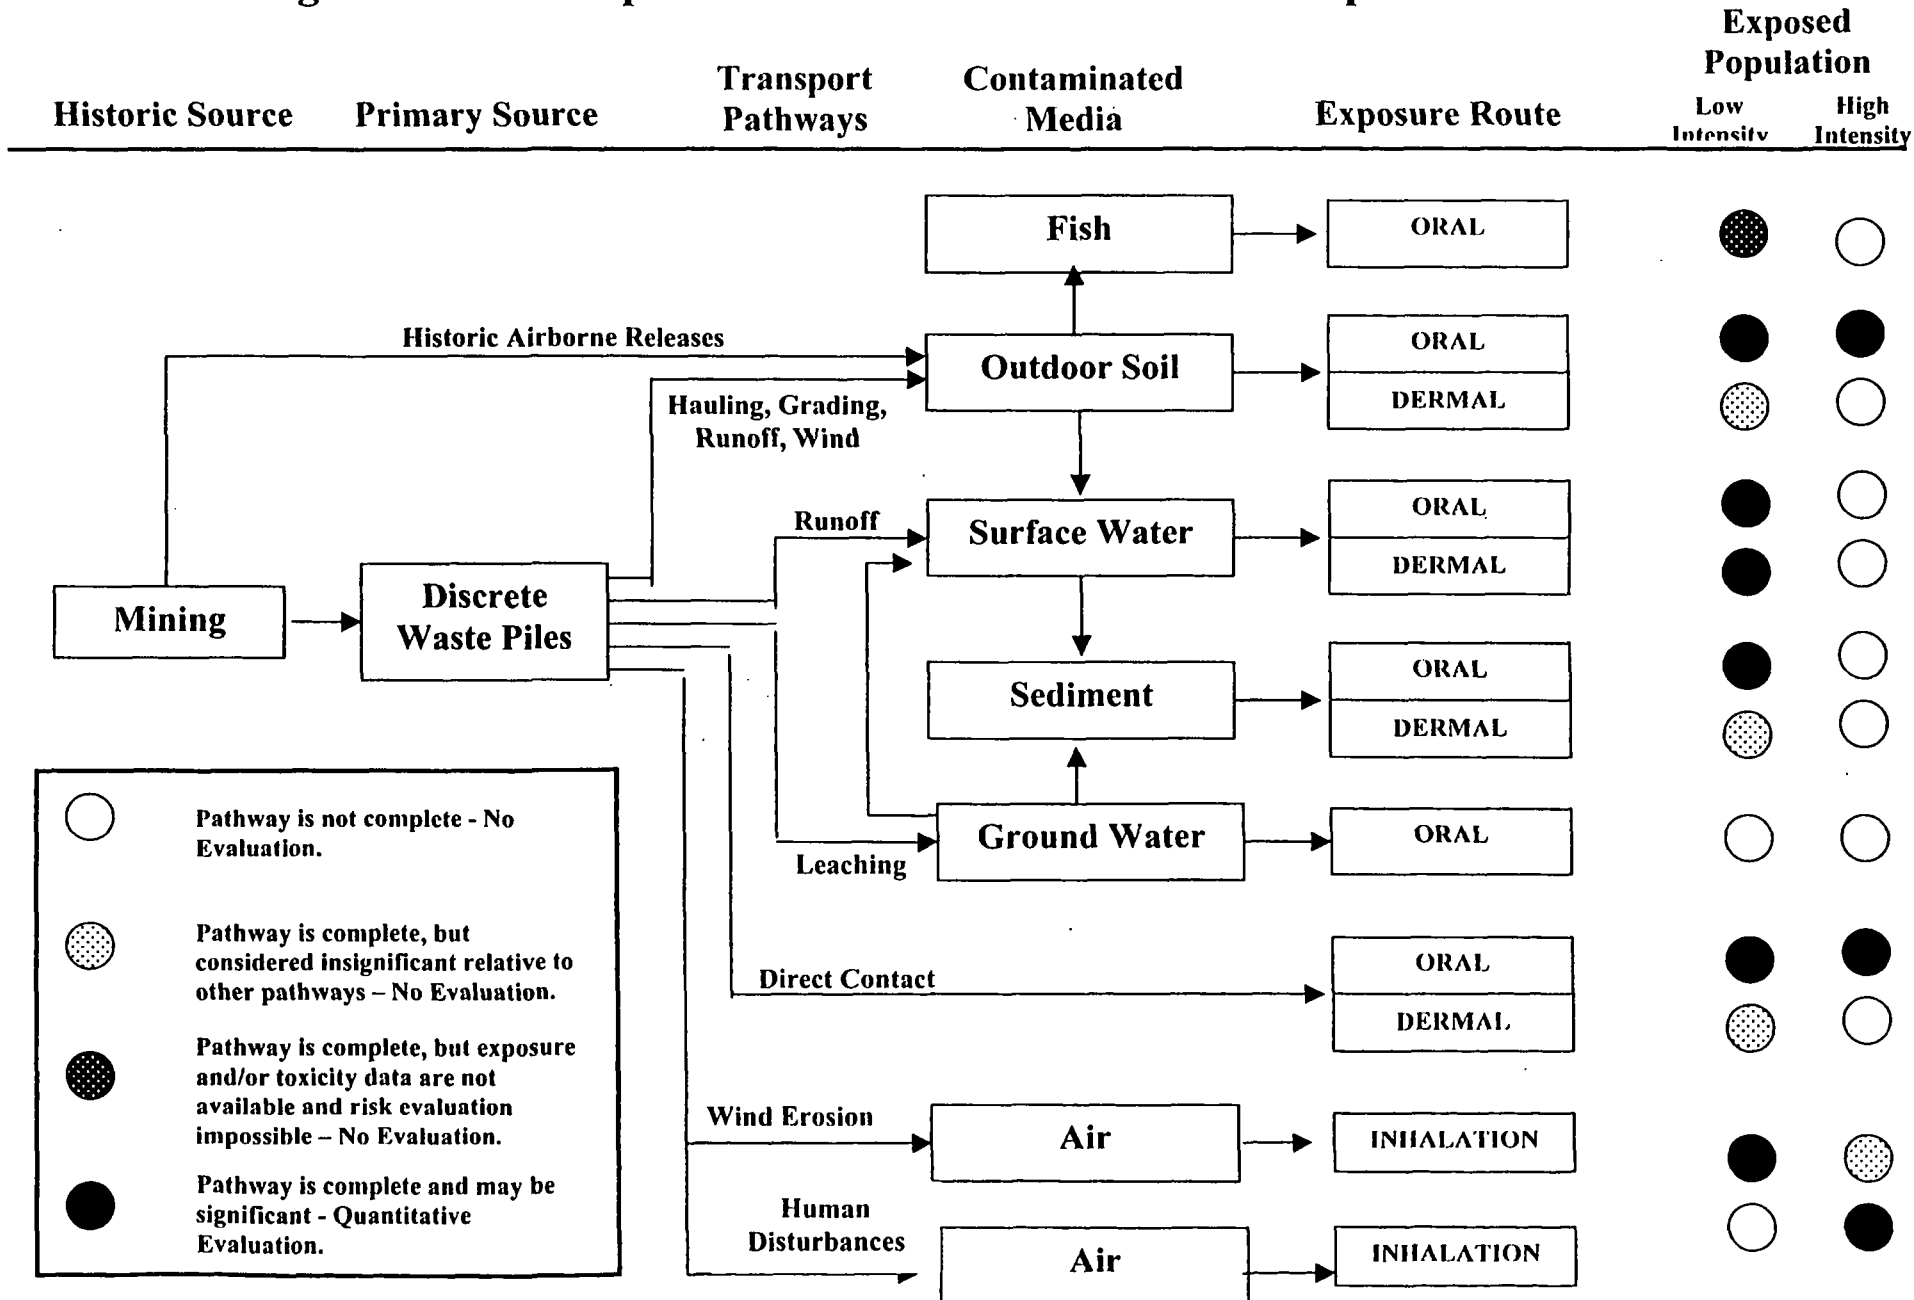 Exposed
Population
Transport
Pathways
Contaminated
Media
Historic Source
Primary Source
Exposure Route
Low
Intensity
High
Intensity
Fish
ORAL
Historic Airborne Releases
Outdoor Soil
ORAL
DERMAL
Hauling, Grading,
Runoff, Wind
Runoff
Surface Water
ORAL
DERMAL
Mining
Discrete
Waste Piles
Sediment
ORAL
DERMAL
Ground Water
ORAL
Leaching
Direct Contact
ORAL
DERMAL
Wind Erosion
Air
INHALATION
Human
Disturbances
Air
INHALATION
Pathway is not complete - No
Evaluation.
Pathway is complete, but
considered insignificant relative to
other pathways – No Evaluation.
Pathway is complete, but exposure
and/or toxicity data are not
available and risk evaluation
impossible – No Evaluation.
Pathway is complete and may be
significant - Quantitative
Evaluation.